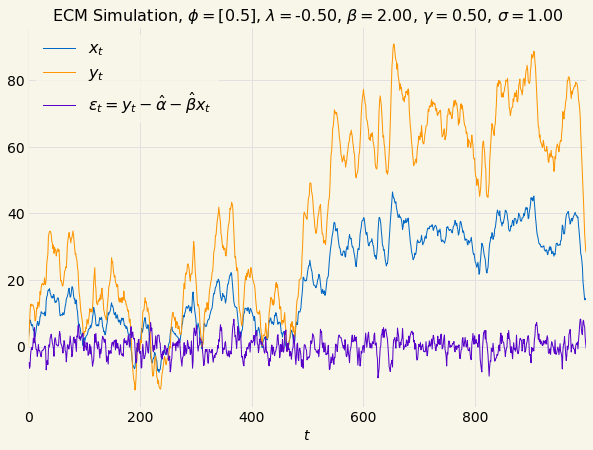 ECM Simulation, ϕ = [0.5], λ = -0.50, β = 2.00, γ = 0.50, σ = 1.00
x_t
y_t
ε_t = y_t − α̂ − β̂x_t
80
60
40
20
0
0 200 400 600 800
t